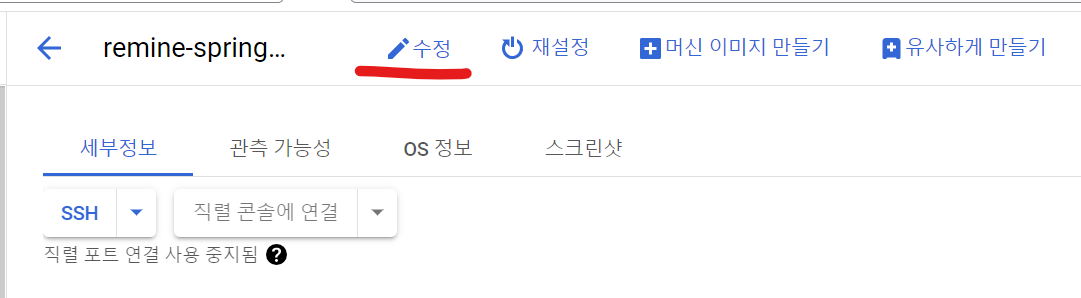 remine-spring... 수정 재설정 머신 이미지 만들기 유사하게 만들기
세부정보 관측 가능성 OS 정보 스크린샷
SSH 직렬 콘솔에 연결
직렬 포트 연결 사용 중지됨 ?